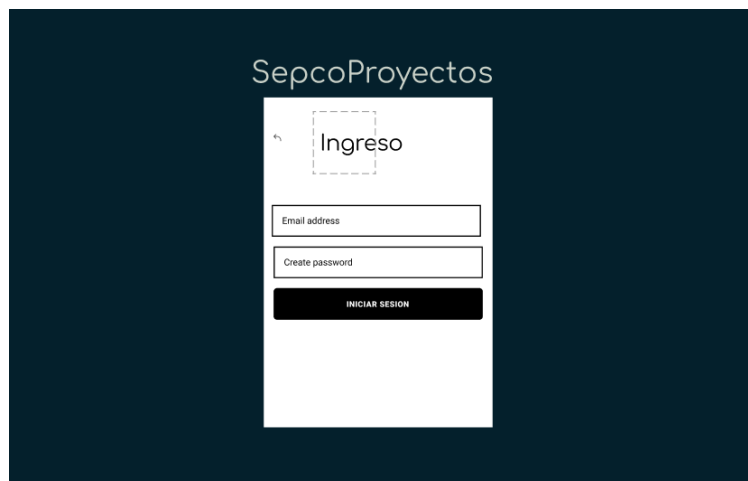 SepcoProyectos
Ingreso
Email address
Create password
INICIAR SESION